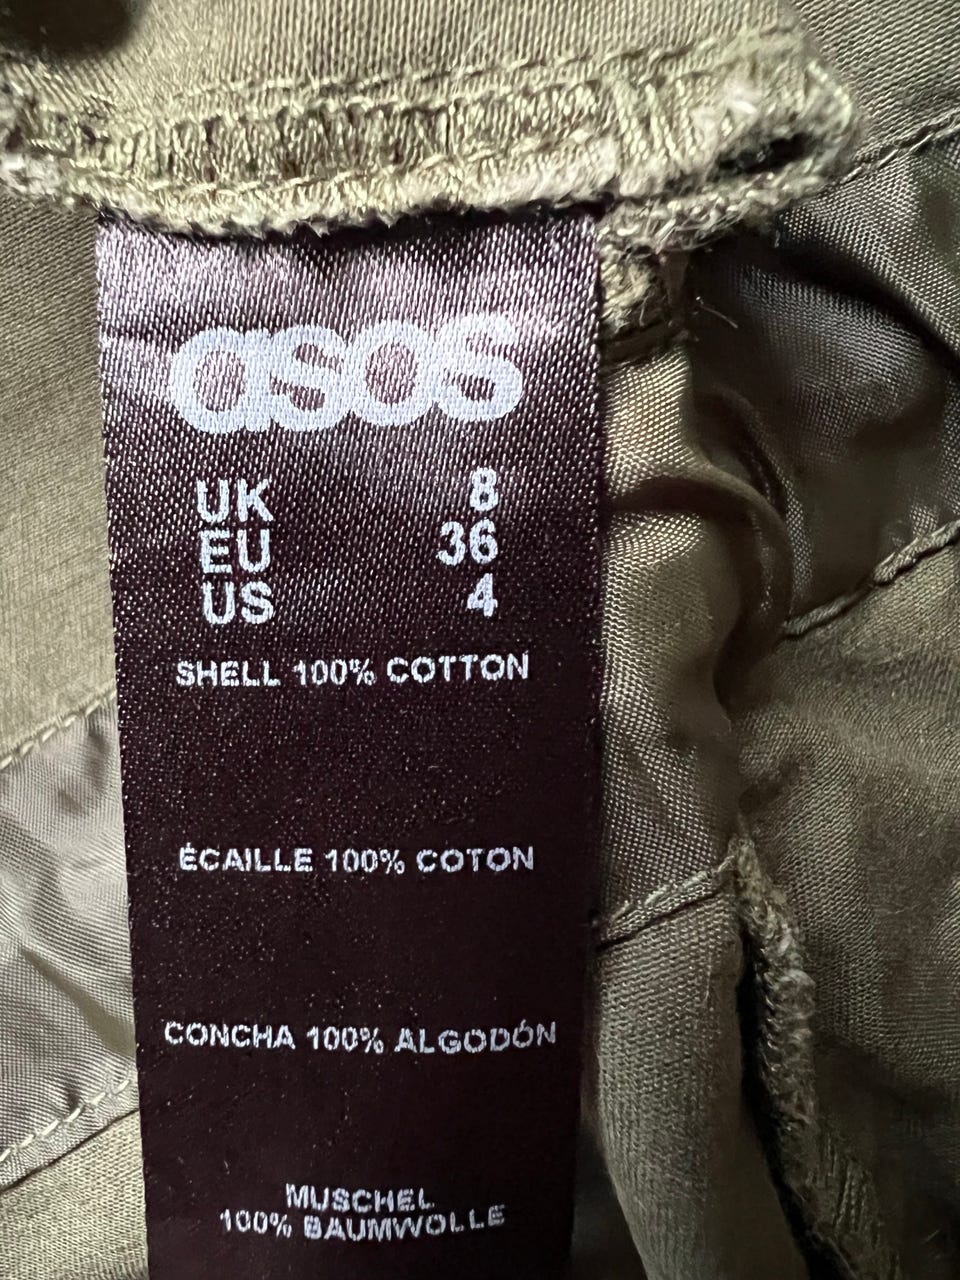 asos
UK 8
EU 36
US 4
SHELL 100% COTTON
ÉCAILLE 100% COTON
CONCHA 100% ALGODÓN
MUSCHEL
100% BAUMWOLLE